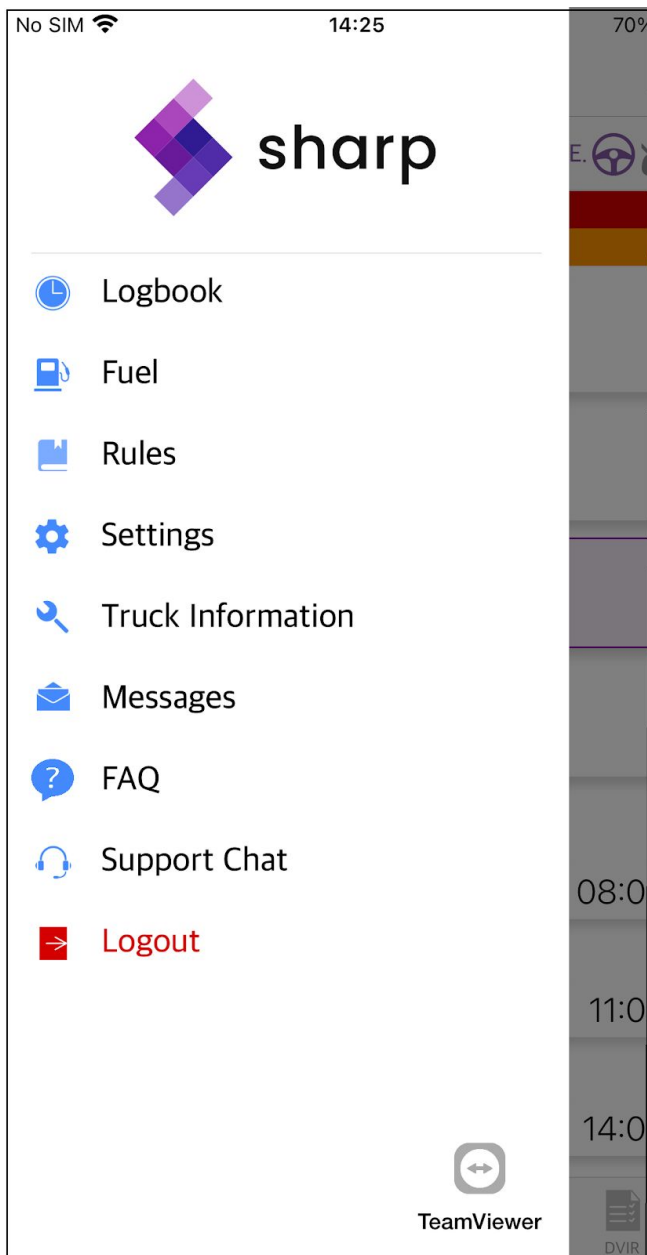 No SIM 14:25 70%
sharp
E.
Logbook
Fuel
Rules
Settings
Truck Information
Messages
FAQ
Support Chat
08:0
Logout
11:0
14:0
TeamViewer
DVIR